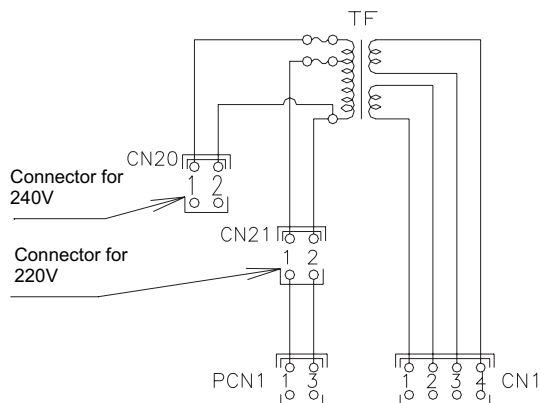 TF
CN20
1 2
Connector for
240V
CN21
1 2
Connector for
220V
PCN1
1 3
1 2 3 4
CN1